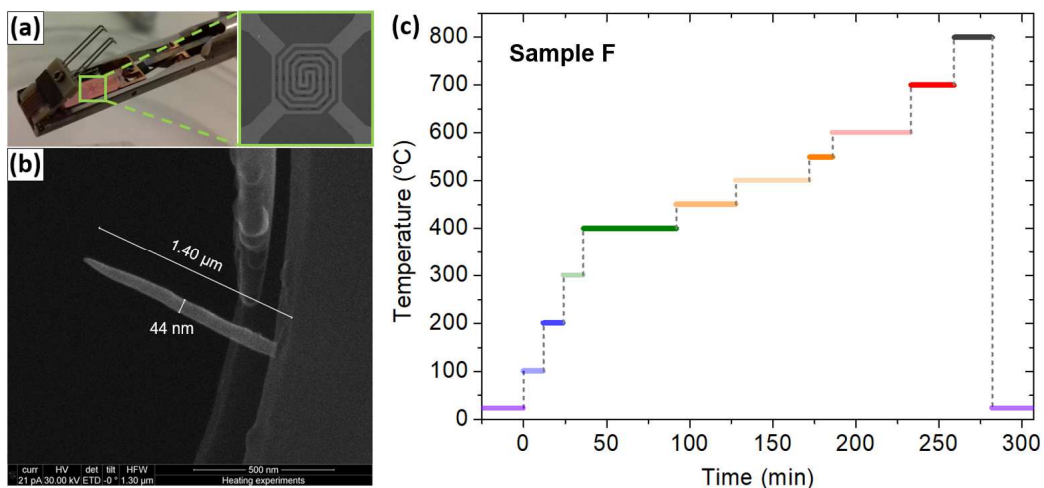 (a)
(b)
1.40 µm
44 nm
curr HV det tilt HFW
21 pA 30.00 kV ETD -0 ° 1.30 µm
500 nm
Heating experiments
(c)
Sample F
Temperature (ºC)
800
700
600
500
400
300
200
100
0
0 50 100 150 200 250 300
Time (min)